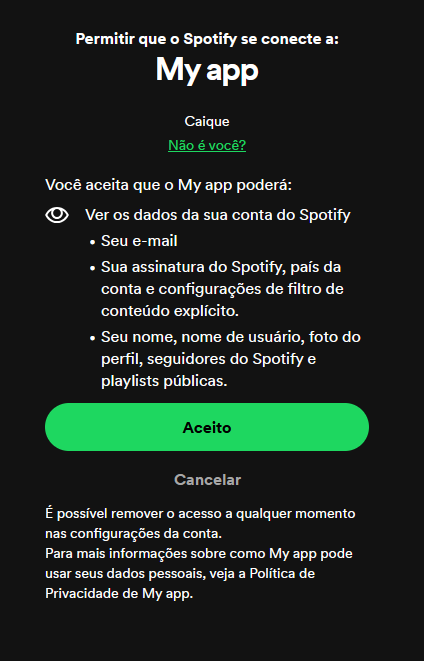 Permitir que o Spotify se conecte a:
My app
Caique
Não é você?
Você aceita que o My app poderá:
Ver os dados da sua conta do Spotify
• Seu e-mail
• Sua assinatura do Spotify, país da
conta e configurações de filtro de
conteúdo explícito.
• Seu nome, nome de usuário, foto do
perfil, seguidores do Spotify e
playlists públicas.
Aceito
Cancelar
É possível remover o acesso a qualquer momento
nas configurações da conta.
Para mais informações sobre como My app pode
usar seus dados pessoais, veja a Política de
Privacidade de My app.